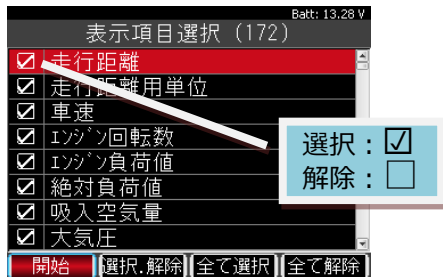 Batt: 13.28 V
表示項目選択（172）
☑ 走行距離
☑ 走行距離用単位
☑ 車速
☑ ｴﾝｼﾞﾝ回転数
☑ ｴﾝｼﾞﾝ負荷値
☑ 絶対負荷値
☑ 吸入空気量
☑ 大気圧
選択：☑
解除：☐
開始 選択.解除 全て選択 全て解除